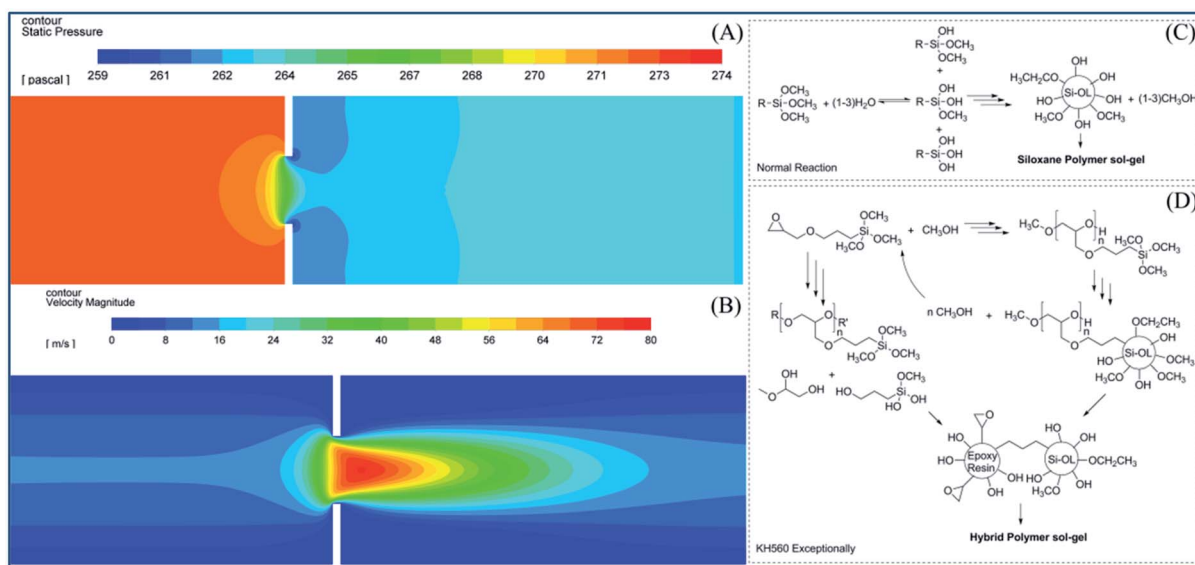 contour
Static Pressure
(A)
[ pascal]
259 261 262 264 265 267 268 270 271 273 274
contour
Velocity Magnitude
(B)
[ m/s]
0 8 16 24 32 40 48 56 64 72 80
(C)
OH
R-Si-OCH₃
OCH₃
+
OCH₃
R-Si-OCH₃ + (1-3)H₂O
OCH₃
OH
R-Si-OH
OCH₃
+
OH
R-Si-OH
OH
OH
H₃CH₂CO
OH
HO
Si-OL
OH
H₃CO
OCH₃
OH
+ (1-3)CH₃OH
Siloxane Polymer sol-gel
Normal Reaction
(D)
O
O
OCH₃
Si
H₃CO
OCH₃
+ CH₃OH
H₃C
O
O
H
n
O
H₃CO
OCH₃
Si
OCH₃
R
O
O
R'
n
O
OCH₃
Si
H₃CO
OCH₃
n CH₃OH
+
H₃C
O
O
H
n
O
OCH₂CH₃
OH
HO
Si-OL
OCH₃
H₃CO
OCH₃
OH
+
OH
O
OH
HO
OCH₃
Si
OH
HO
O
HO
HO
Epoxy
Resin
HO
OH
OH
O
HO
OH
Si-OL
OCH₂CH₃
HO
H₃CO
OH
OH
Hybrid Polymer sol-gel
KH560 Exceptionally